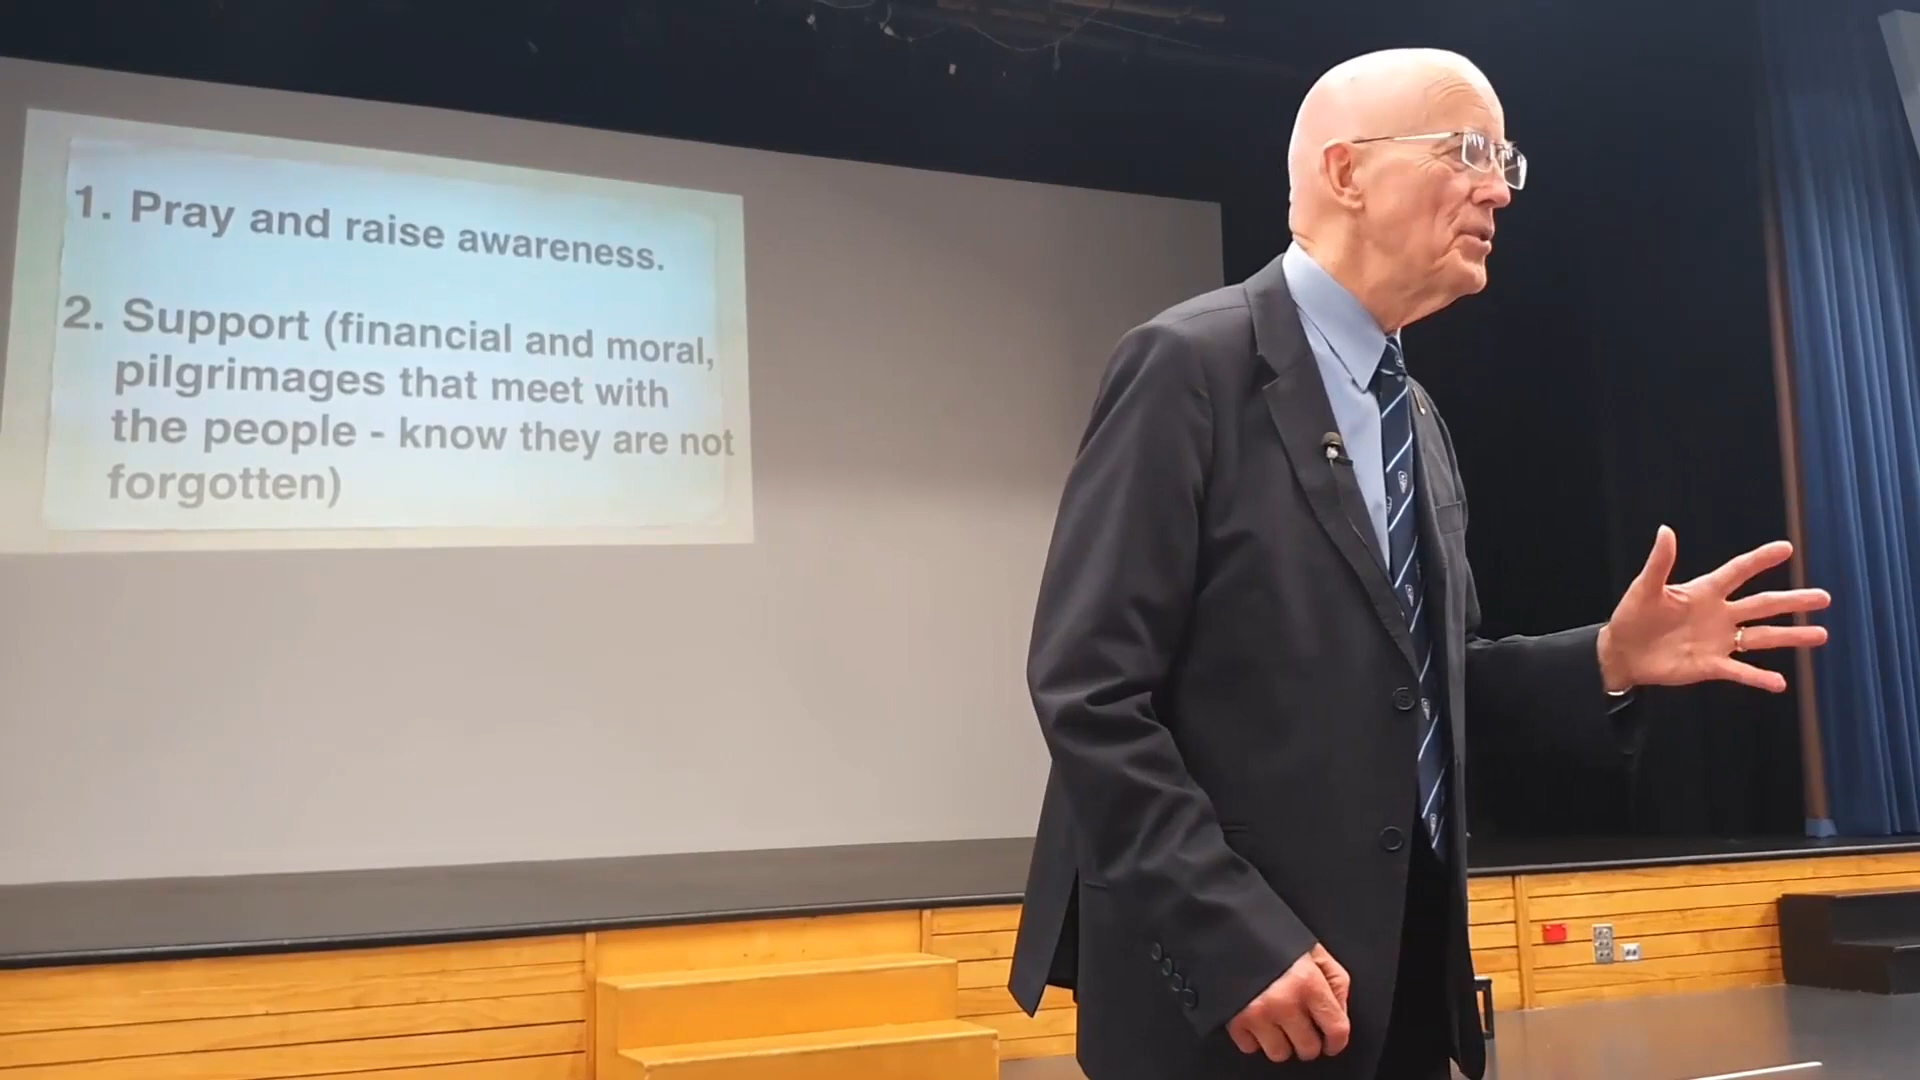 1. Pray and raise awareness.
2. Support (financial and moral,
pilgrimages that meet with
the people - know they are not
forgotten)